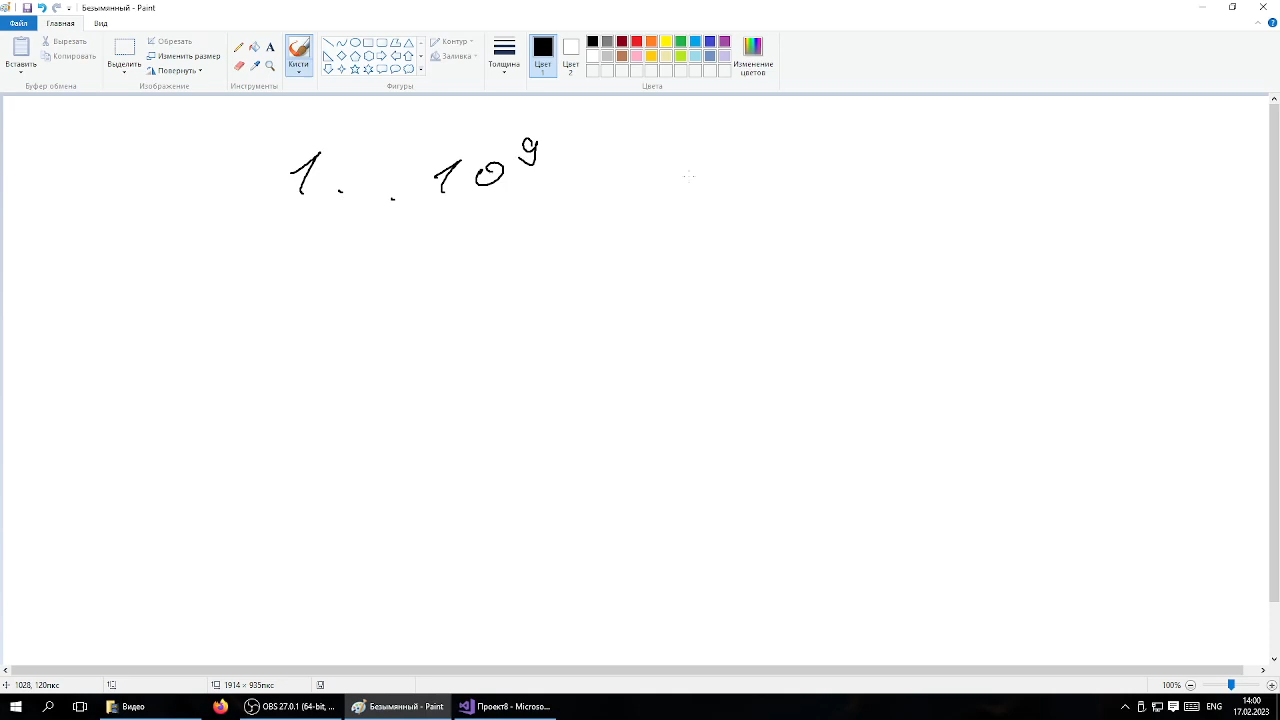 Безымянный - Paint
Файл Главная Вид
Вставить Вырезать Копировать Выделить Обрезать Изменить размер Повернуть Кисти Контур Заливка Толщина Цвет 1 Цвет 2 Изменение цветов
Буфер обмена Изображение Инструменты Фигуры Цвета
1 . . 10⁹
1028, 120пкс 1914 × 935пкс 100%
Видео OBS 27.0.1 (64-bit, ... Безымянный - Paint Проект8 - Microso... ENG 14:00
17.02.2023